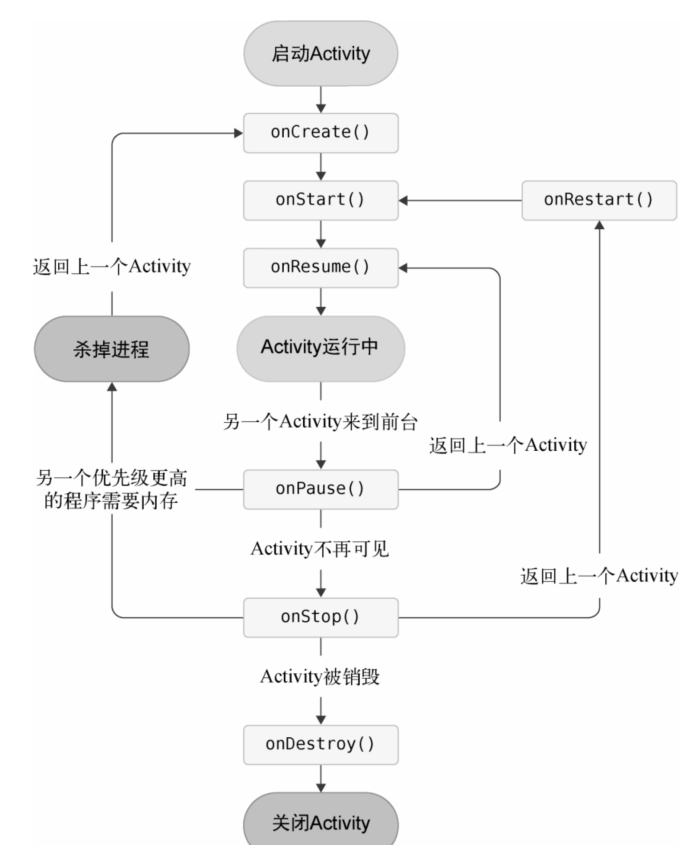 启动Activity
onCreate()
onStart()
onRestart()
返回上一个Activity
onResume()
杀掉进程
Activity运行中
另一个Activity来到前台
返回上一个Activity
另一个优先级更高
的程序需要内存
onPause()
Activity不再可见
返回上一个Activity
onStop()
Activity被销毁
onDestroy()
关闭Activity